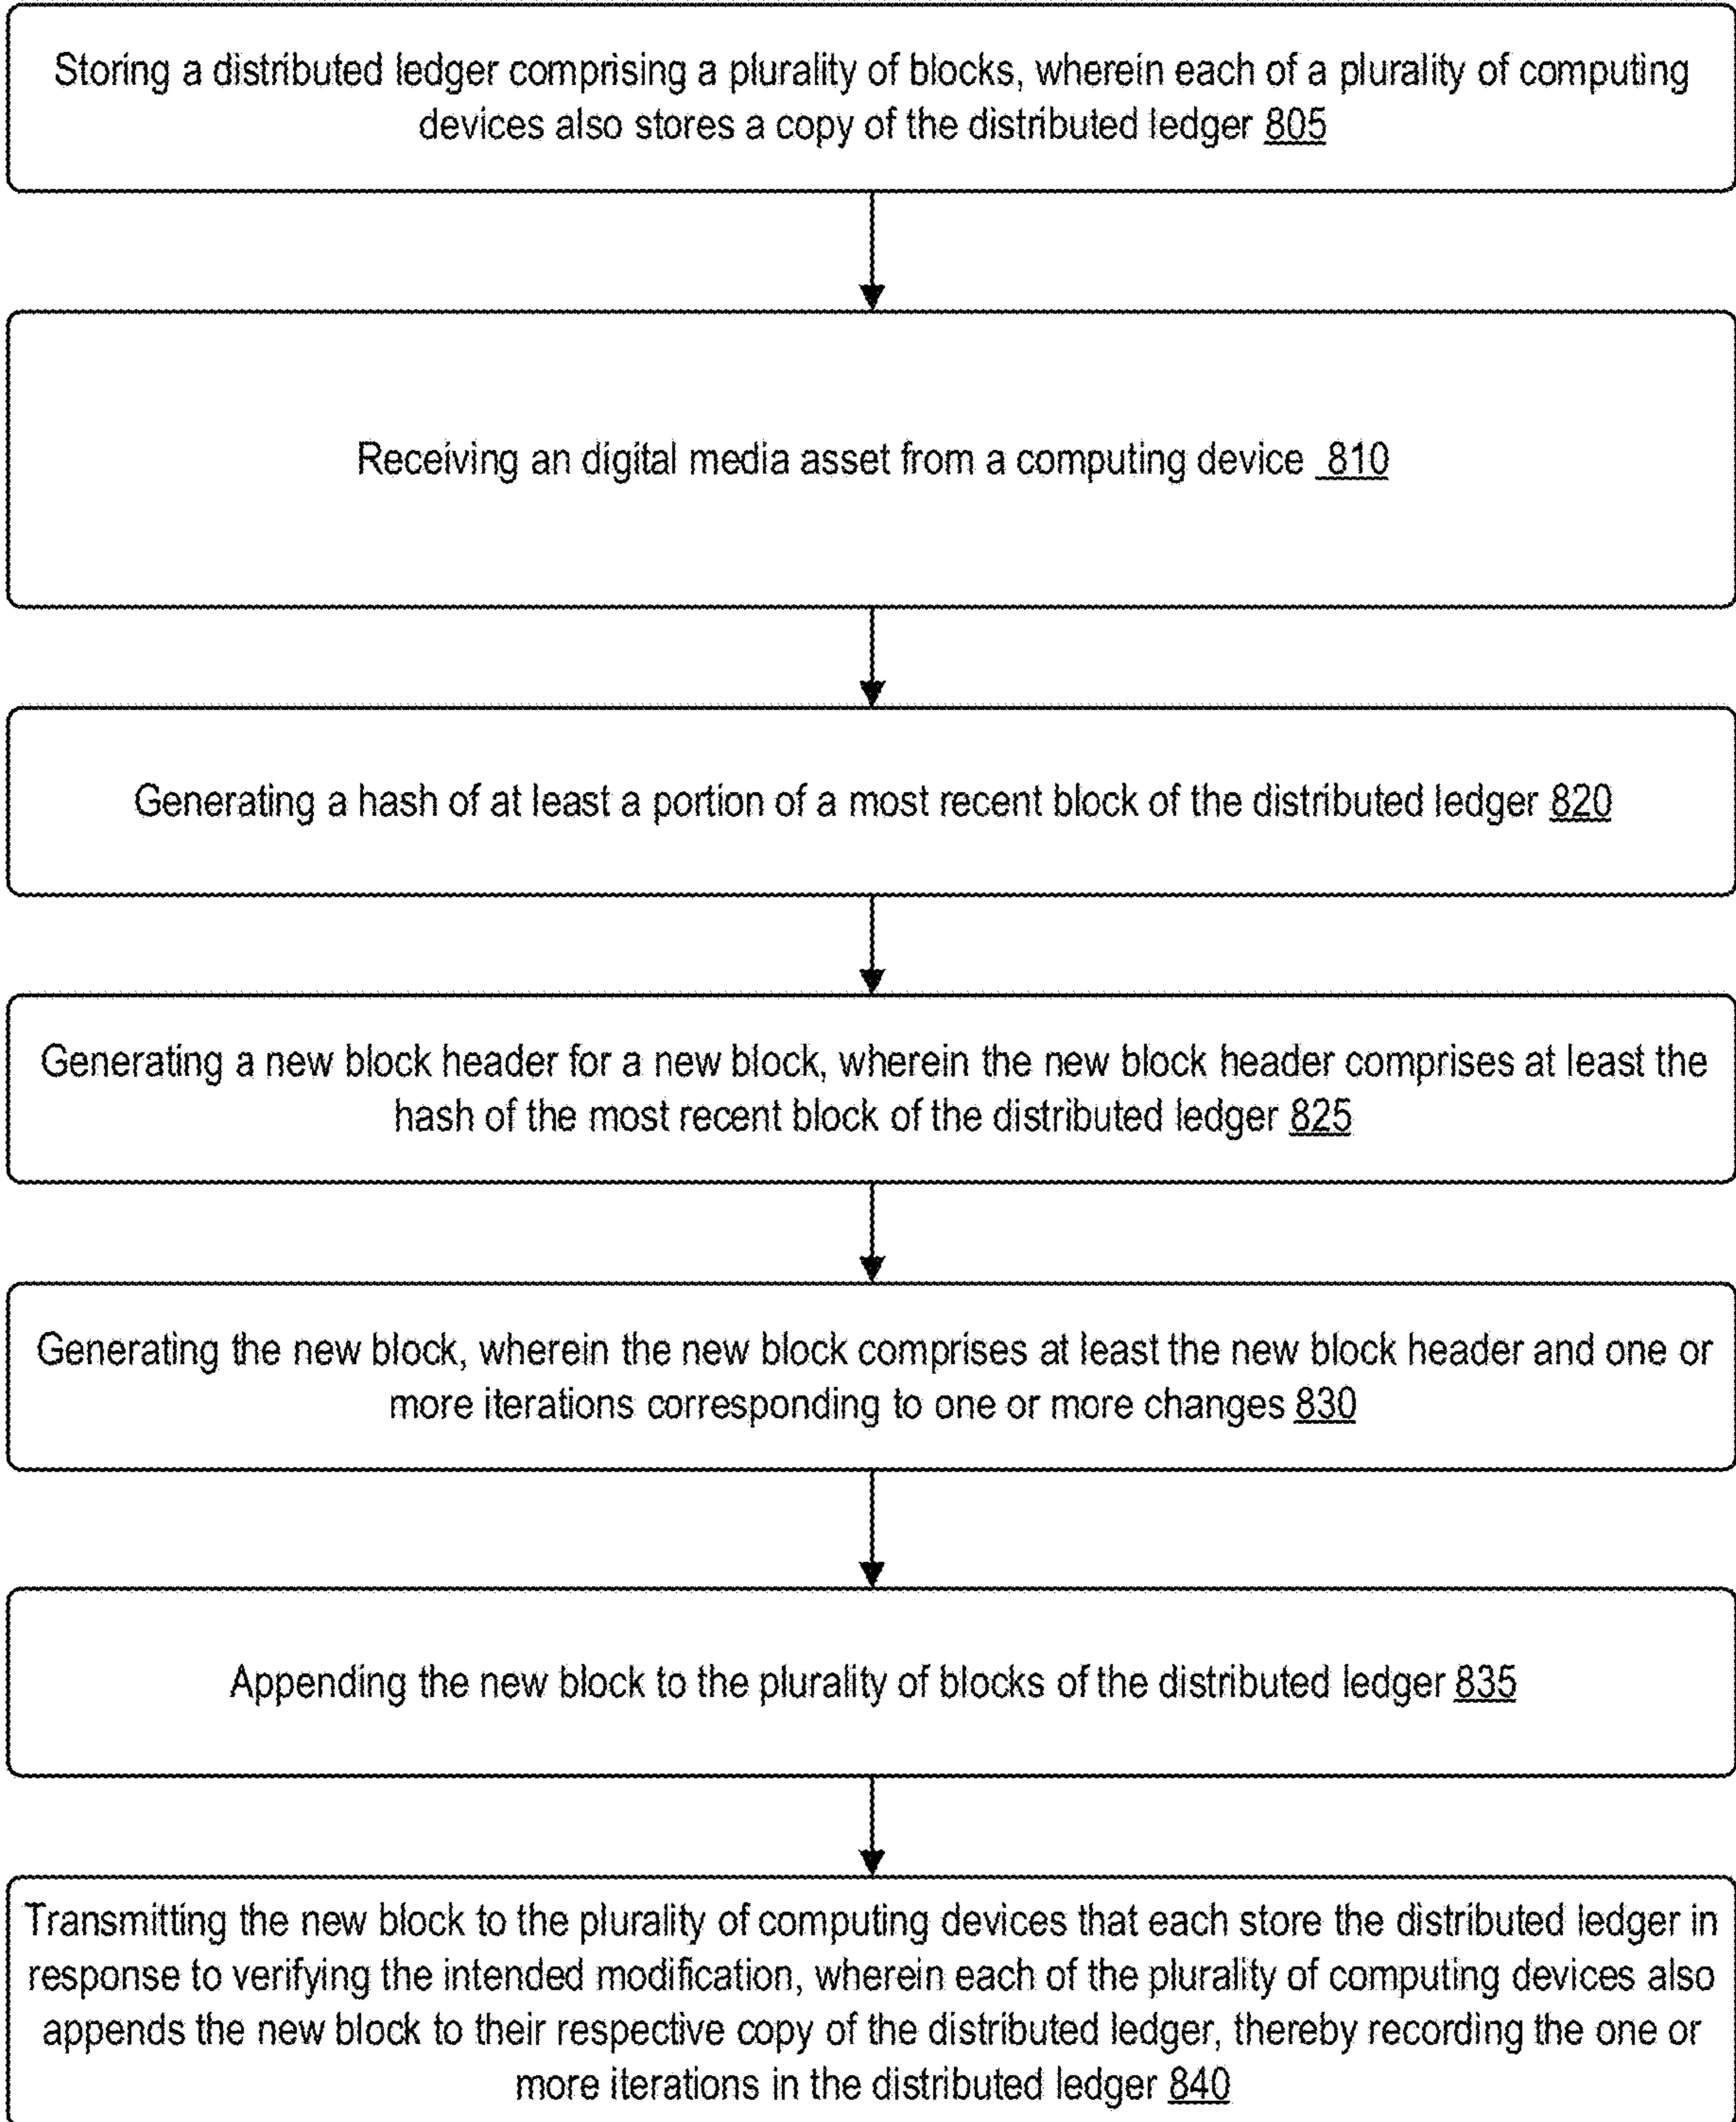 Storing a distributed ledger comprising a plurality of blocks, wherein each of a plurality of computing
devices also stores a copy of the distributed ledger 805
Receiving an digital media asset from a computing device 810
Generating a hash of at least a portion of a most recent block of the distributed ledger 820
Generating a new block header for a new block, wherein the new block header comprises at least the
hash of the most recent block of the distributed ledger 825
Generating the new block, wherein the new block comprises at least the new block header and one or
more iterations corresponding to one or more changes 830
Appending the new block to the plurality of blocks of the distributed ledger 835
Transmitting the new block to the plurality of computing devices that each store the distributed ledger in
response to verifying the intended modification, wherein each of the plurality of computing devices also
appends the new block to their respective copy of the distributed ledger, thereby recording the one or
more iterations in the distributed ledger 840